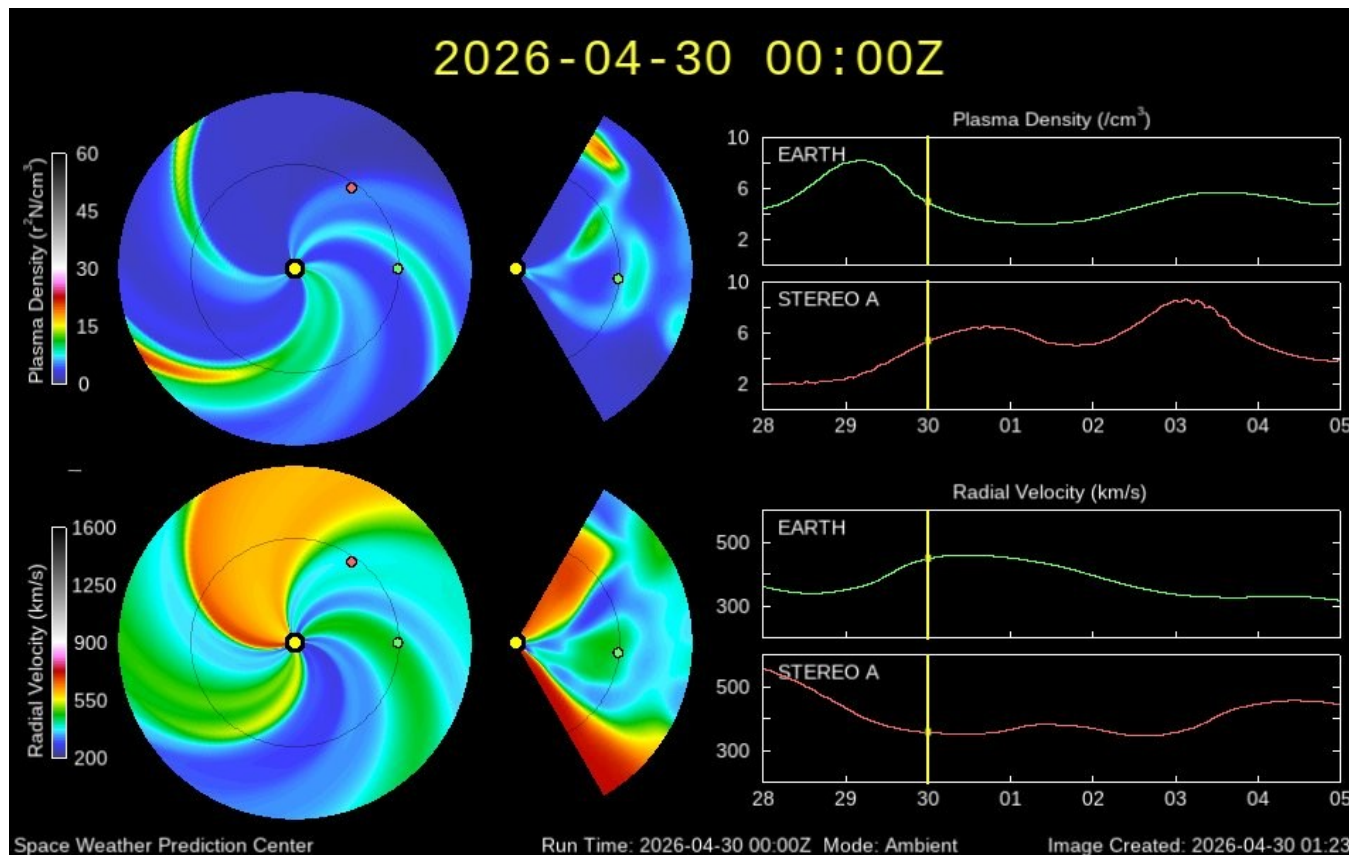 2026-04-30 00:00Z
Plasma Density (r²N/cm³)
60
45
30
15
0
Plasma Density (/cm³)
10
6
2
EARTH
10
6
2
STEREO A
28 29 30 01 02 03 04 05
Radial Velocity (km/s)
1600
1250
900
550
200
Radial Velocity (km/s)
500
300
EARTH
500
300
STEREO A
28 29 30 01 02 03 04 05
Space Weather Prediction Center Run Time: 2026-04-30 00:00Z Mode: Ambient Image Created: 2026-04-30 01:23